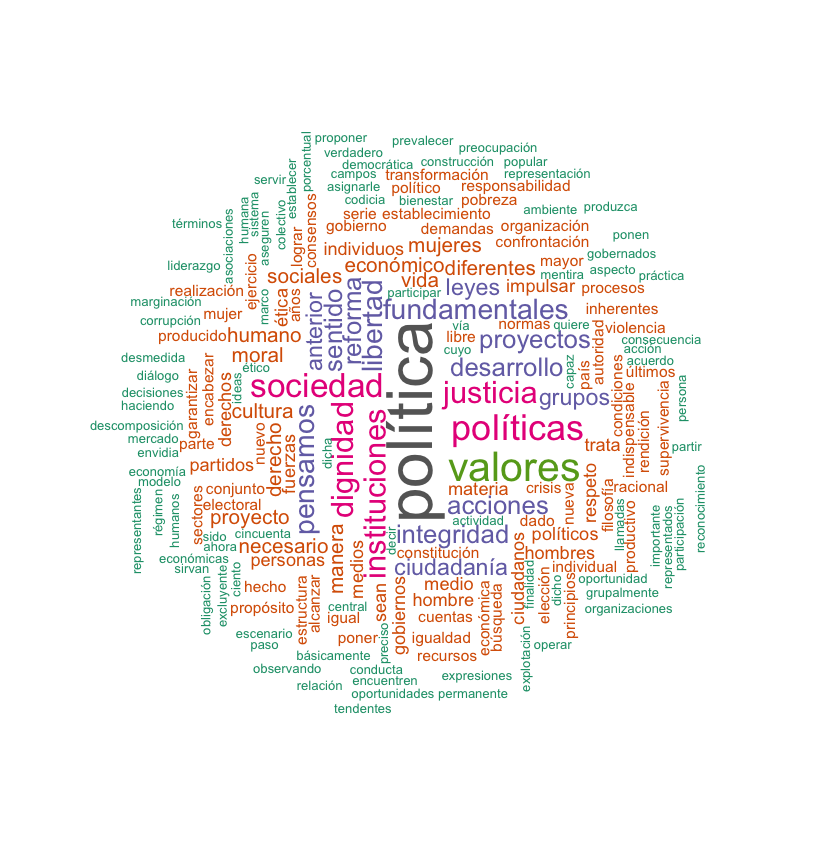 proponer
prevalecer
preocupación
verdadero
democrática
construcción
popular
porcentual
campos
transformación
representación
servir
asignarle
político
responsabilidad
establecer
codicia
bienestar
pobreza
términos
asociaciones
humana
sistema
aseguren
colectivo
lograr
consensos
serie
establecimiento
ambiente
produzca
gobierno
demandas
organización
ponen
individuos
mujeres
confrontación
gobernados
liderazgo
ejercicio
sociales
económico
diferentes
mayor
mentira
aspecto
práctica
realización
marco
ética
años
vida
leyes
impulsar
procesos
marginación
mujer
anterior
sentido
reforma
libertad
participar
fundamentales
inherentes
corrupción
producido
humano
política
vía
normas
quiere
violencia
libre
cuyo
proyectos
autoridad
consecuencia
desmedida
moral
acción
diálogo
ético
desarrollo
capaz
país
acuerdo
últimos
decisiones
garantizar
encabezar
derechos
ideas
sociedad
justicia
grupos
condiciones
indispensable
rendición
supervivencia
persona
haciendo
cultura
dignidad
instituciones
descomposición
parte
nuevo
derecho
fuerzas
pensamos
políticas
trata
partir
mercado
envidia
partidos
dicha
valores
economía
modelo
conjunto
materia
crisis
nueva
respeto
filosofía
racional
representantes
régimen
humanos
sectores
electoral
acciones
productivo
llamadas
importante
representados
participación
reconocimiento
proyecto
actividad
dado
sido
cincuenta
decir
integridad
políticos
ahora
necesario
manera
medios
constitución
ciudadanos
hombres
económicas
personas
ciudadanía
individual
sirvan
obligación
excluyente
ciento
hecho
sean
gobiernos
medio
económica
búsqueda
finalidad
elección
dicho
principios
oportunidad
grupalmente
propósito
estructura
alcanzar
central
hombre
organizaciones
igual
cuentas
escenario
poner
preciso
igualdad
operar
paso
básicamente
recursos
explotación
observando
conducta
expresiones
encuentren
relación
oportunidades
permanente
tendentes